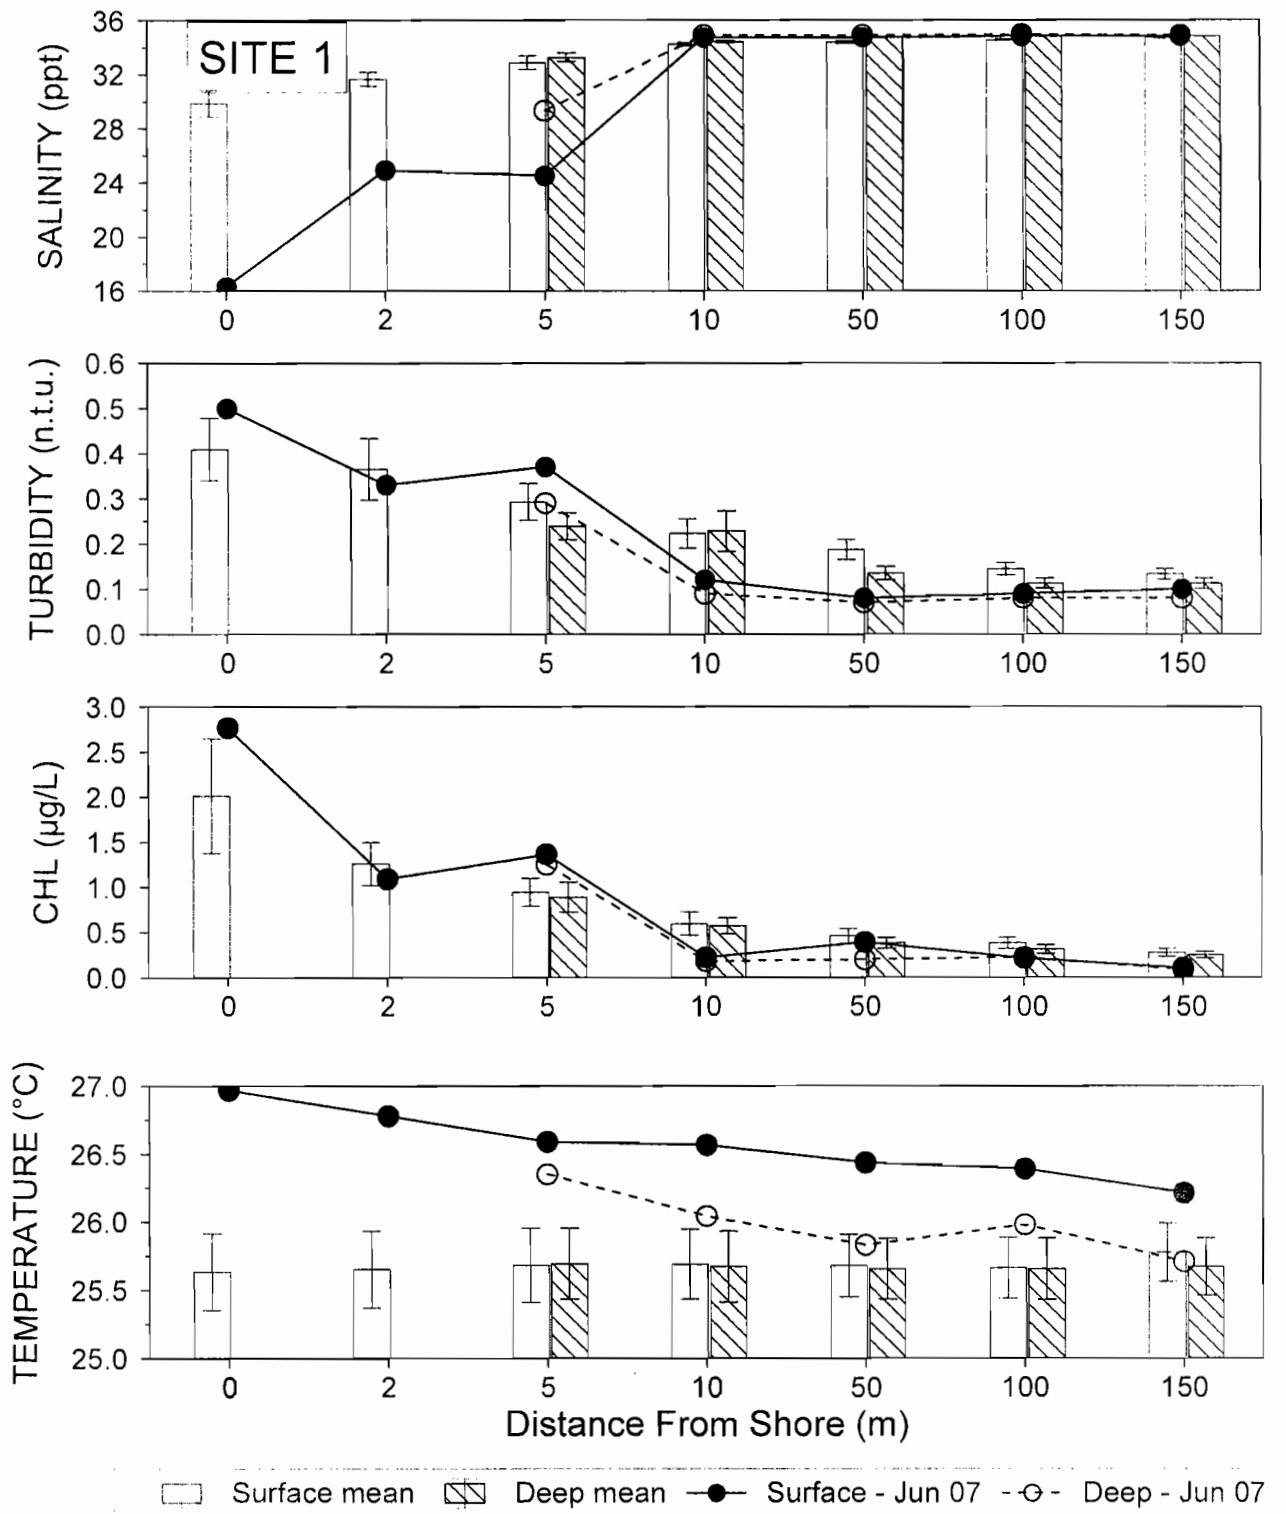 SITE 1
SALINITY (ppt)
36
32
28
24
20
16
0 2 5 10 50 100 150
TURBIDITY (n.t.u.)
0.6
0.5
0.4
0.3
0.2
0.1
0.0
0 2 5 10 50 100 150
CHL (µg/L)
3.0
2.5
2.0
1.5
1.0
0.5
0.0
0 2 5 10 50 100 150
TEMPERATURE (°C)
27.0
26.5
26.0
25.5
25.0
0 2 5 10 50 100 150
Distance From Shore (m)
Surface mean Deep mean Surface - Jun 07 Deep - Jun 07